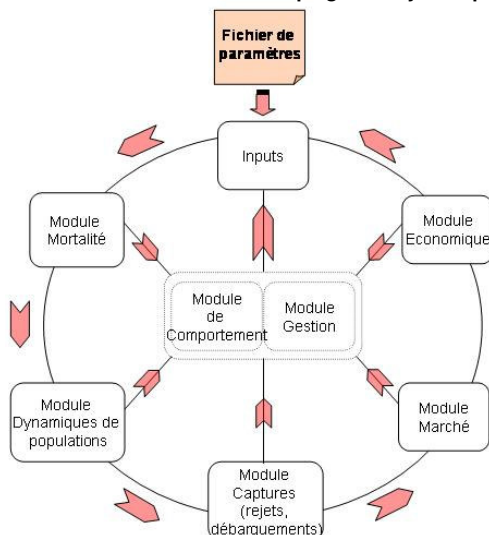 Fichier de
paramètres
Inputs
Module
Mortalité
Module
Economique
Module
de
Comportement
Module
Gestion
Module
Dynamiques de
populations
Module
Marché
Module
Captures
(rejets,
débarquements)